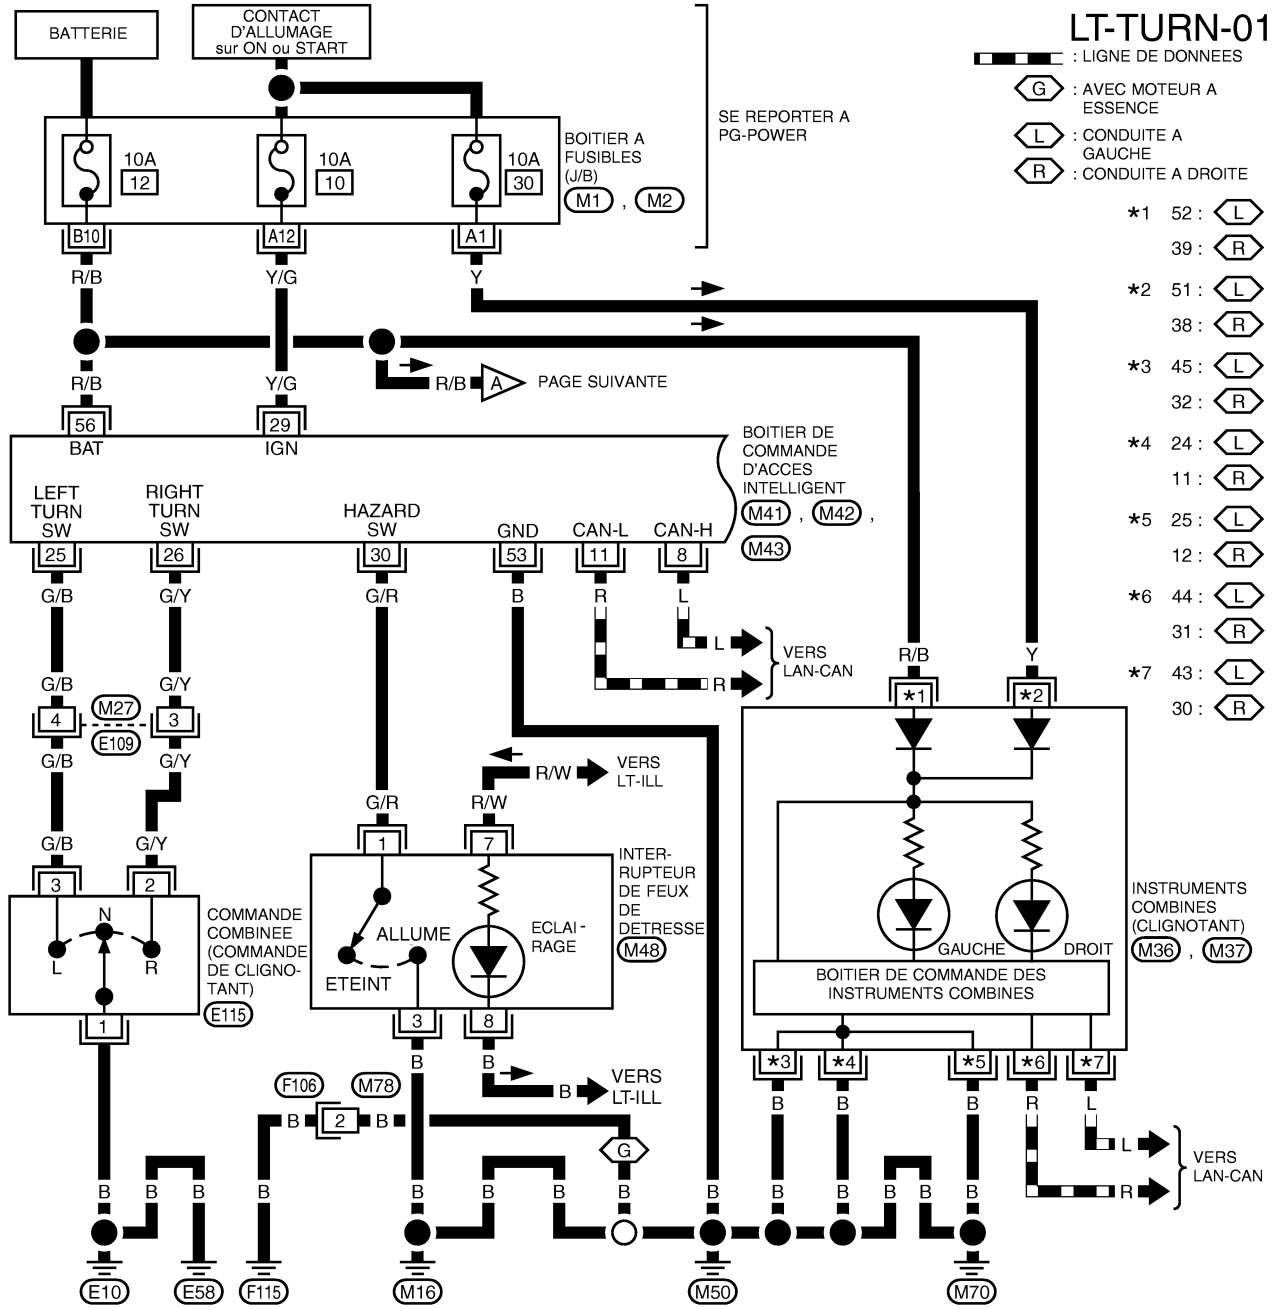 LT-TURN-01
BATTERIE
CONTACT
D'ALLUMAGE
sur ON ou START
: LIGNE DE DONNEES
G : AVEC MOTEUR A
ESSENCE
L : CONDUITE A
GAUCHE
R : CONDUITE A DROITE
SE REPORTER A
PG-POWER
10A
12
10A
10
10A
30
BOITIER A
FUSIBLES
(J/B)
M1 , M2
B10
A12
A1
R/B
Y/G
Y
*1 52 : L
39 : R
*2 51 : L
38 : R
*3 45 : L
32 : R
*4 24 : L
11 : R
*5 25 : L
12 : R
*6 44 : L
31 : R
*7 43 : L
30 : R
R/B
Y/G
R/B
A
PAGE SUIVANTE
56
29
BAT
IGN
BOITIER DE
COMMANDE
D'ACCES
INTELLIGENT
M41 , M42 ,
M43
LEFT
TURN
SW
RIGHT
TURN
SW
HAZARD
SW
GND
CAN-L
CAN-H
25
26
30
53
11
8
G/B
G/Y
G/R
B
R
L
L
R
VERS
LAN-CAN
R/B
Y
G/B
G/Y
4
M27
E109
3
*1
*2
G/B
G/Y
R/W
VERS
LT-ILL
G/R
R/W
G/B
G/Y
1
7
3
2
INTER-
RUPTEUR
DE FEUX
DE
DETRESSE
M48
COMMANDE
COMBINEE
(COMMANDE
DE CLIGNO-
TANT)
E115
N
L
R
1
ALLUME
ETEINT
ECLAI-
RAGE
3
8
INSTRUMENTS
COMBINES
(CLIGNOTANT)
M36 , M37
GAUCHE
DROIT
BOITIER DE COMMANDE DES
INSTRUMENTS COMBINES
*3
*4
*5
*6
*7
B
B
B
VERS
LT-ILL
B
B
B
R
L
F106
M78
B
2
B
G
L
R
VERS
LAN-CAN
B
B
B
B
B
B
B
B
B
B
B
B
B
B
E10
E58
F115
M16
M50
M70